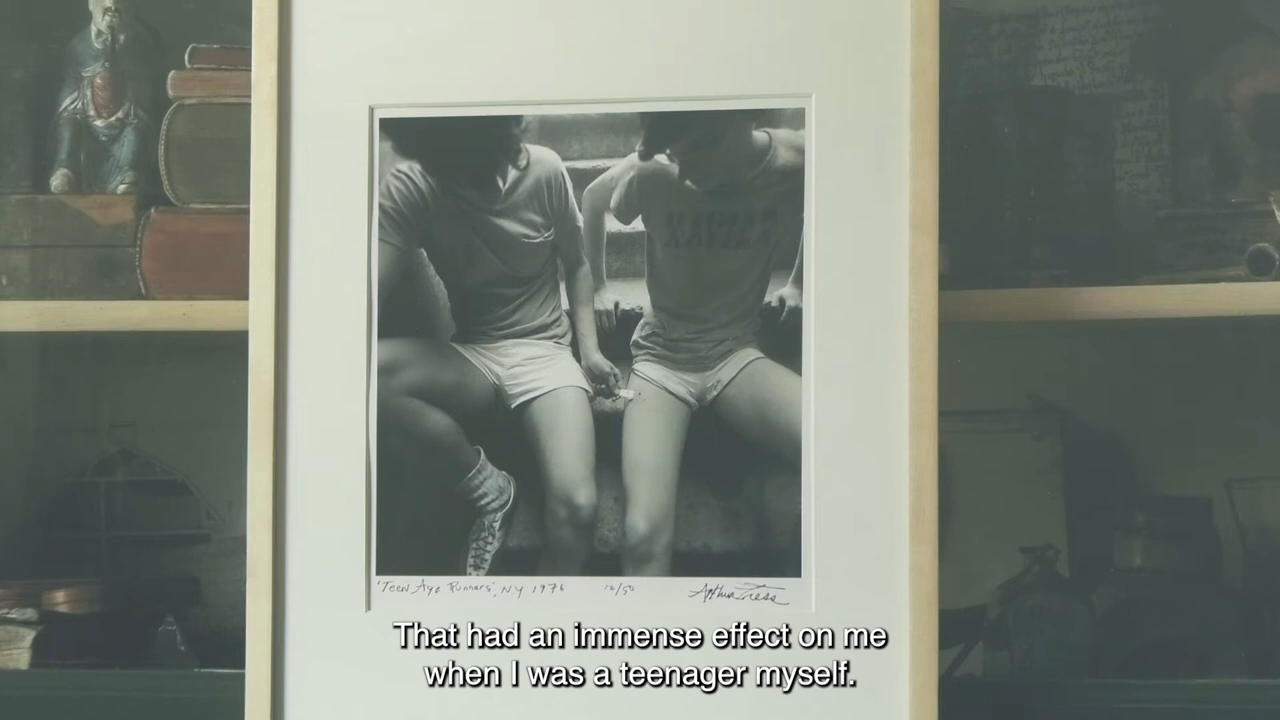 'Teen Age Runners', N.Y 1976 12/50 Arthur Tress
That had an immense effect on me
when I was a teenager myself.